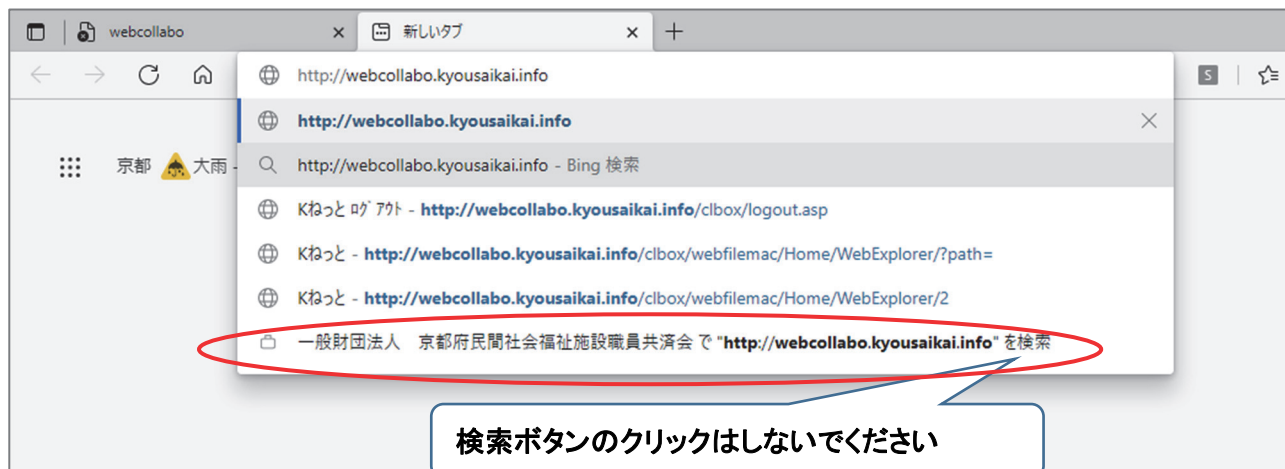 webcollabo
新しいタブ
http://webcollabo.kyousaikai.info
S
http://webcollabo.kyousaikai.info
京都 大雨 -
http://webcollabo.kyousaikai.info - Bing 検索
Kねっと ﾛｸﾞｱｳﾄ - http://webcollabo.kyousaikai.info/clbox/logout.asp
Kねっと - http://webcollabo.kyousaikai.info/clbox/webfilemac/Home/WebExplorer/?path=
Kねっと - http://webcollabo.kyousaikai.info/clbox/webfilemac/Home/WebExplorer/2
一般財団法人　京都府民間社会福祉施設職員共済会 で "http://webcollabo.kyousaikai.info" を検索
検索ボタンのクリックはしないでください